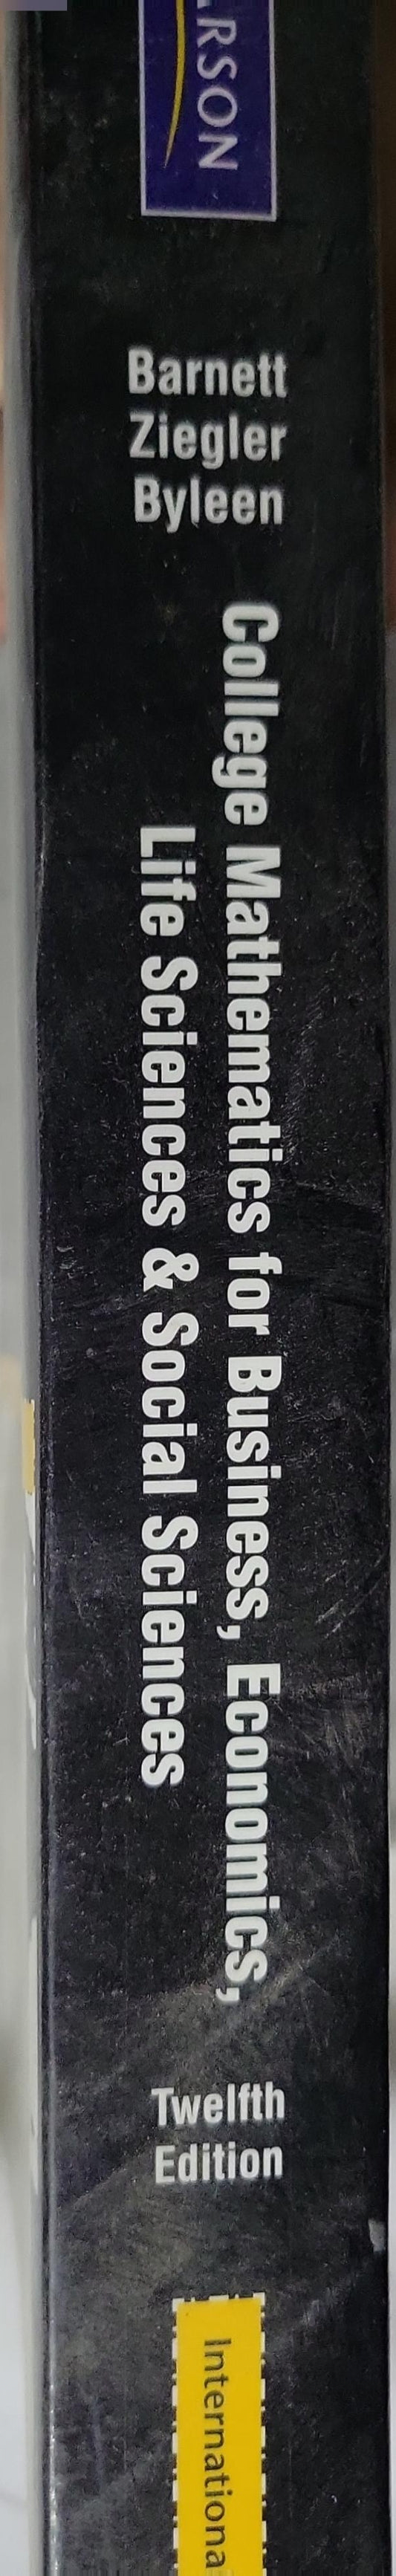 RSON
Barnett
Ziegler
Byleen
College Mathematics for Business, Economics,
Life Sciences & Social Sciences
Twelfth
Edition
Internationa